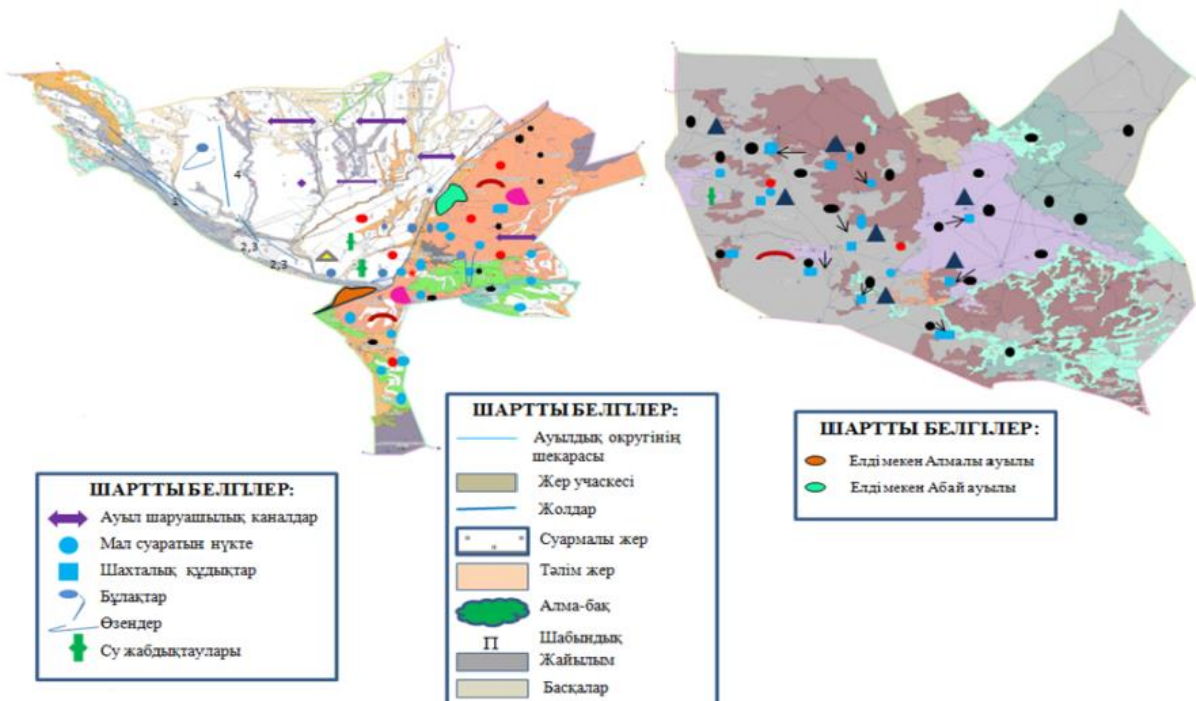 4
1
2,3
2,3
ШАРТТЫ БЕЛГІЛЕР:
Ауыл шаруашылық каналдар
Мал суаратын нүкте
Шахталық құдықтар
Бұлақтар
Өзендер
Су жабдықтаулары
ШАРТТЫ БЕЛГІЛЕР:
Ауылдық округінің
шекарасы
Жер учаскесі
Жолдар
Суармалы жер
Тәлім жер
Алма-бақ
П Шабындық
Жайылым
Басқалар
ШАРТТЫ БЕЛГІЛЕР:
Елді мекен Алмалы ауылы
Елді мекен Абай ауылы